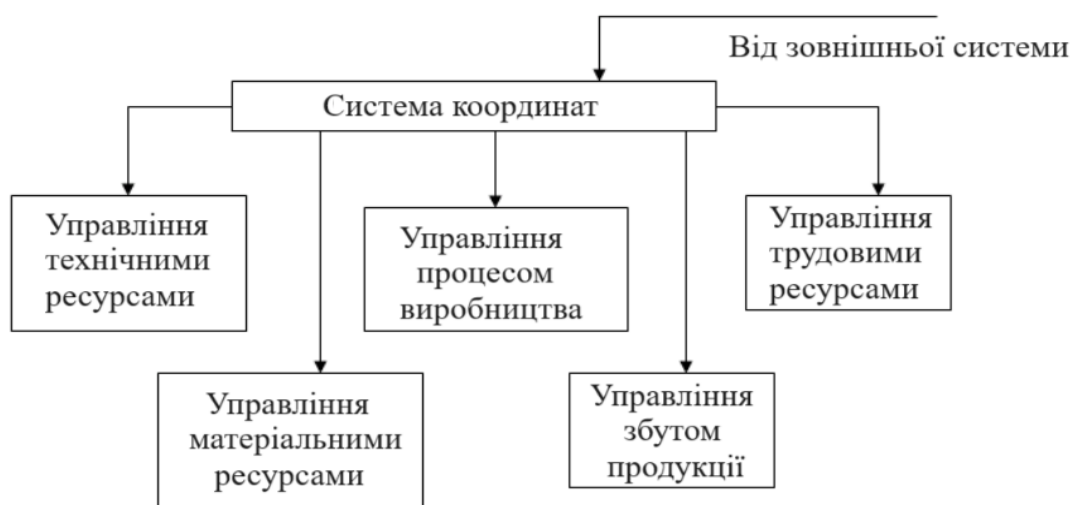 Від зовнішньої системи
Система координат
Управління
технічними
ресурсами
Управління
процесом
виробництва
Управління
трудовими
ресурсами
Управління
матеріальними
ресурсами
Управління
збутом
продукції